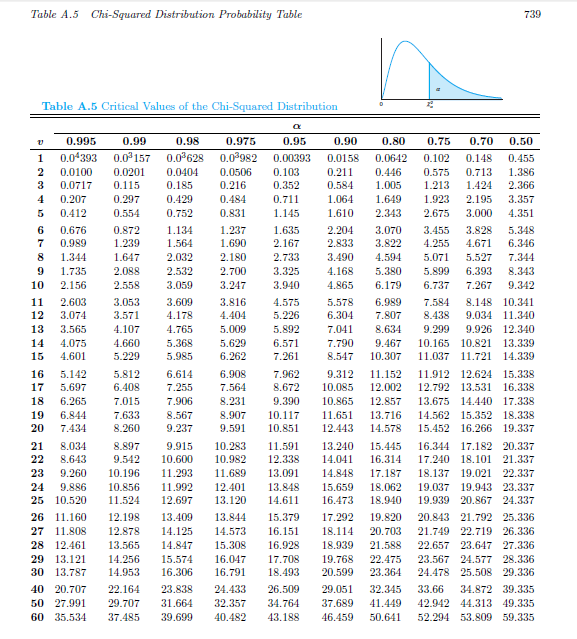 Table A.5 Chi-Squared Distribution Probability Table 739
α
0 χ²α
Table A.5 Critical Values of the Chi-Squared Distribution
α
v 0.995 0.99 0.98 0.975 0.95 0.90 0.80 0.75 0.70 0.50
1 0.0⁴393 0.0³157 0.0³628 0.0³982 0.00393 0.0158 0.0642 0.102 0.148 0.455
2 0.0100 0.0201 0.0404 0.0506 0.103 0.211 0.446 0.575 0.713 1.386
3 0.0717 0.115 0.185 0.216 0.352 0.584 1.005 1.213 1.424 2.366
4 0.207 0.297 0.429 0.484 0.711 1.064 1.649 1.923 2.195 3.357
5 0.412 0.554 0.752 0.831 1.145 1.610 2.343 2.675 3.000 4.351
6 0.676 0.872 1.134 1.237 1.635 2.204 3.070 3.455 3.828 5.348
7 0.989 1.239 1.564 1.690 2.167 2.833 3.822 4.255 4.671 6.346
8 1.344 1.647 2.032 2.180 2.733 3.490 4.594 5.071 5.527 7.344
9 1.735 2.088 2.532 2.700 3.325 4.168 5.380 5.899 6.393 8.343
10 2.156 2.558 3.059 3.247 3.940 4.865 6.179 6.737 7.267 9.342
11 2.603 3.053 3.609 3.816 4.575 5.578 6.989 7.584 8.148 10.341
12 3.074 3.571 4.178 4.404 5.226 6.304 7.807 8.438 9.034 11.340
13 3.565 4.107 4.765 5.009 5.892 7.041 8.634 9.299 9.926 12.340
14 4.075 4.660 5.368 5.629 6.571 7.790 9.467 10.165 10.821 13.339
15 4.601 5.229 5.985 6.262 7.261 8.547 10.307 11.037 11.721 14.339
16 5.142 5.812 6.614 6.908 7.962 9.312 11.152 11.912 12.624 15.338
17 5.697 6.408 7.255 7.564 8.672 10.085 12.002 12.792 13.531 16.338
18 6.265 7.015 7.906 8.231 9.390 10.865 12.857 13.675 14.440 17.338
19 6.844 7.633 8.567 8.907 10.117 11.651 13.716 14.562 15.352 18.338
20 7.434 8.260 9.237 9.591 10.851 12.443 14.578 15.452 16.266 19.337
21 8.034 8.897 9.915 10.283 11.591 13.240 15.445 16.344 17.182 20.337
22 8.643 9.542 10.600 10.982 12.338 14.041 16.314 17.240 18.101 21.337
23 9.260 10.196 11.293 11.689 13.091 14.848 17.187 18.137 19.021 22.337
24 9.886 10.856 11.992 12.401 13.848 15.659 18.062 19.037 19.943 23.337
25 10.520 11.524 12.697 13.120 14.611 16.473 18.940 19.939 20.867 24.337
26 11.160 12.198 13.409 13.844 15.379 17.292 19.820 20.843 21.792 25.336
27 11.808 12.878 14.125 14.573 16.151 18.114 20.703 21.749 22.719 26.336
28 12.461 13.565 14.847 15.308 16.928 18.939 21.588 22.657 23.647 27.336
29 13.121 14.256 15.574 16.047 17.708 19.768 22.475 23.567 24.577 28.336
30 13.787 14.953 16.306 16.791 18.493 20.599 23.364 24.478 25.508 29.336
40 20.707 22.164 23.838 24.433 26.509 29.051 32.345 33.66 34.872 39.335
50 27.991 29.707 31.664 32.357 34.764 37.689 41.449 42.942 44.313 49.335
60 35.534 37.485 39.699 40.482 43.188 46.459 50.641 52.294 53.809 59.335